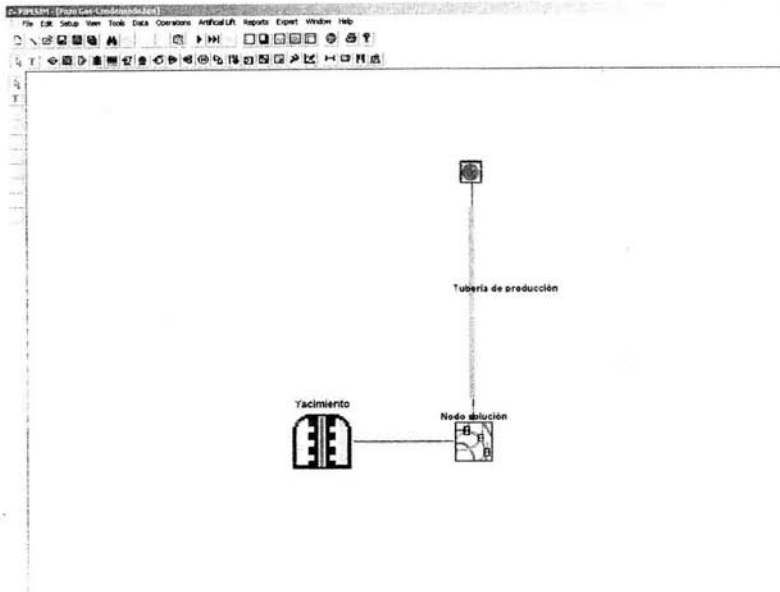 PIPESIM - [Pozo Gas-Condensado.bps]
File Edit Setup View Tools Data Operations Artificial Lift Reports Expert Window Help
T
T
Tubería de producción
Yacimiento
Nodo solución